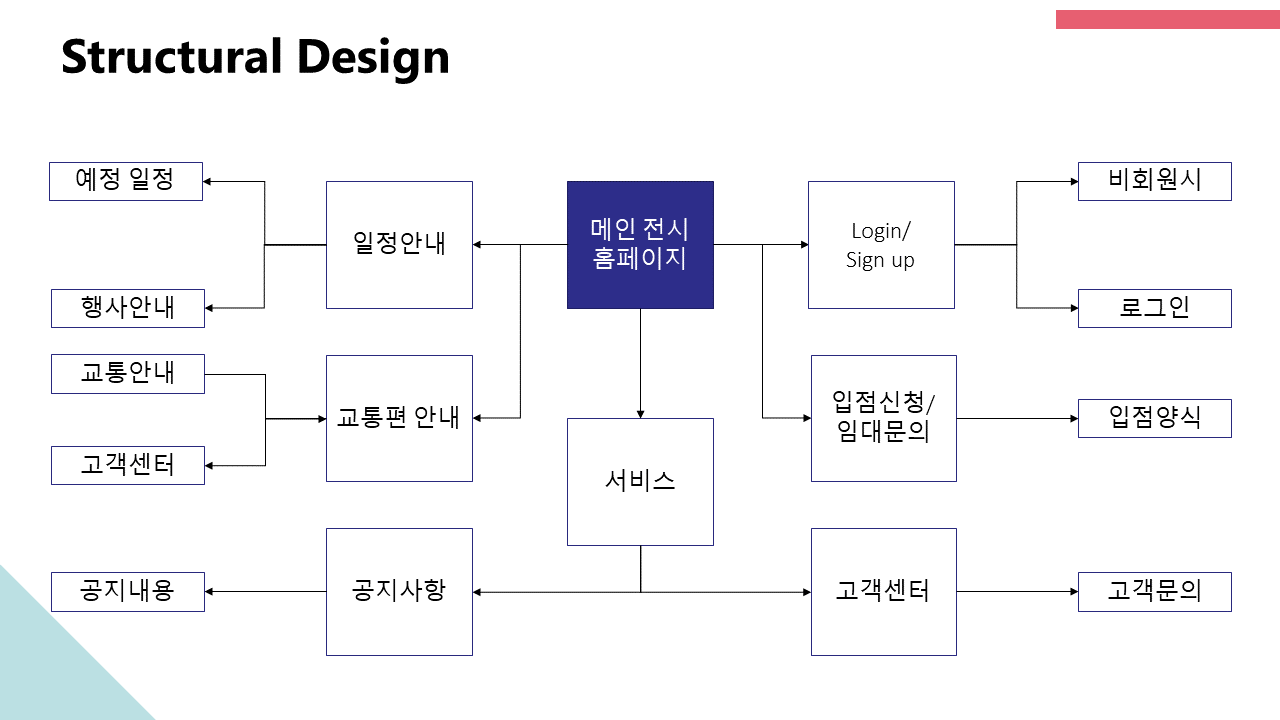 Structural Design
예정 일정
비회원시
일정안내
메인 전시
홈페이지
Login/
Sign up
행사안내
로그인
교통안내
교통편 안내
입점신청/
임대문의
입점양식
고객센터
서비스
공지내용
공지사항
고객센터
고객문의